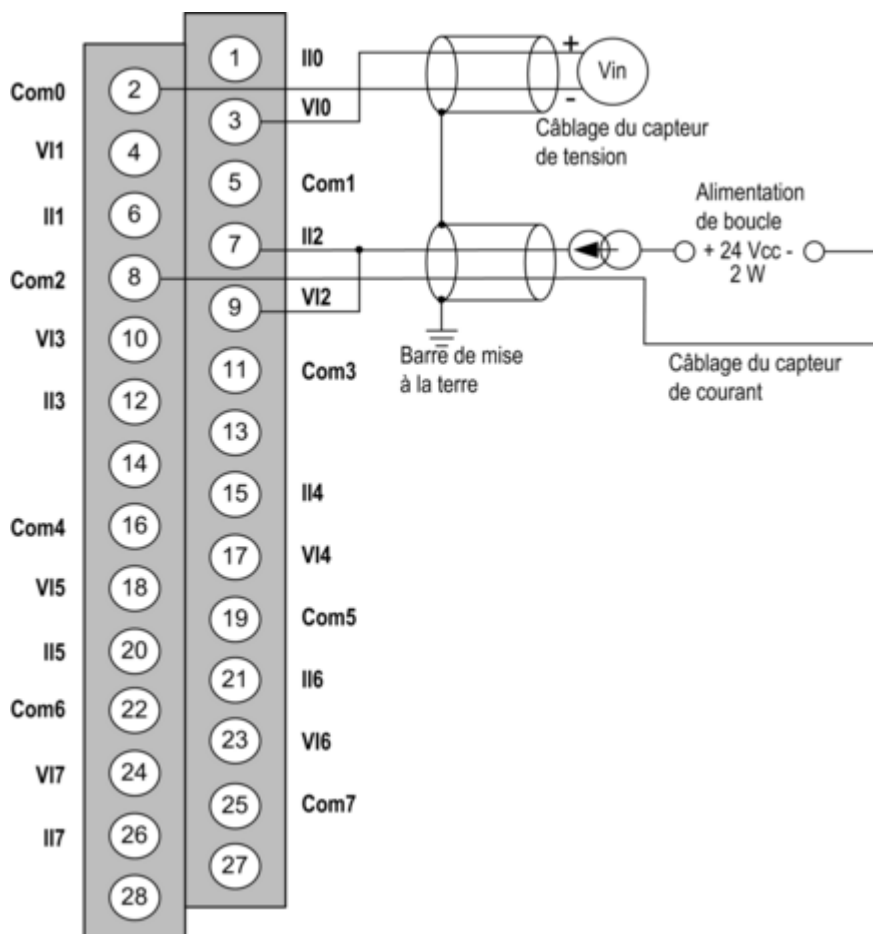 1 II0
Com0 2
3 VI0
+
Vin
-
Câblage du capteur
de tension
VI1 4
5 Com1
II1 6
7 II2
Alimentation
de boucle
+ 24 Vcc -
2 W
Com2 8
9 VI2
Barre de mise
à la terre
Câblage du capteur
de courant
VI3 10
11 Com3
II3 12
13
14
15 II4
Com4 16
17 VI4
VI5 18
19 Com5
II5 20
21 II6
Com6 22
23 VI6
VI7 24
25 Com7
II7 26
27
28